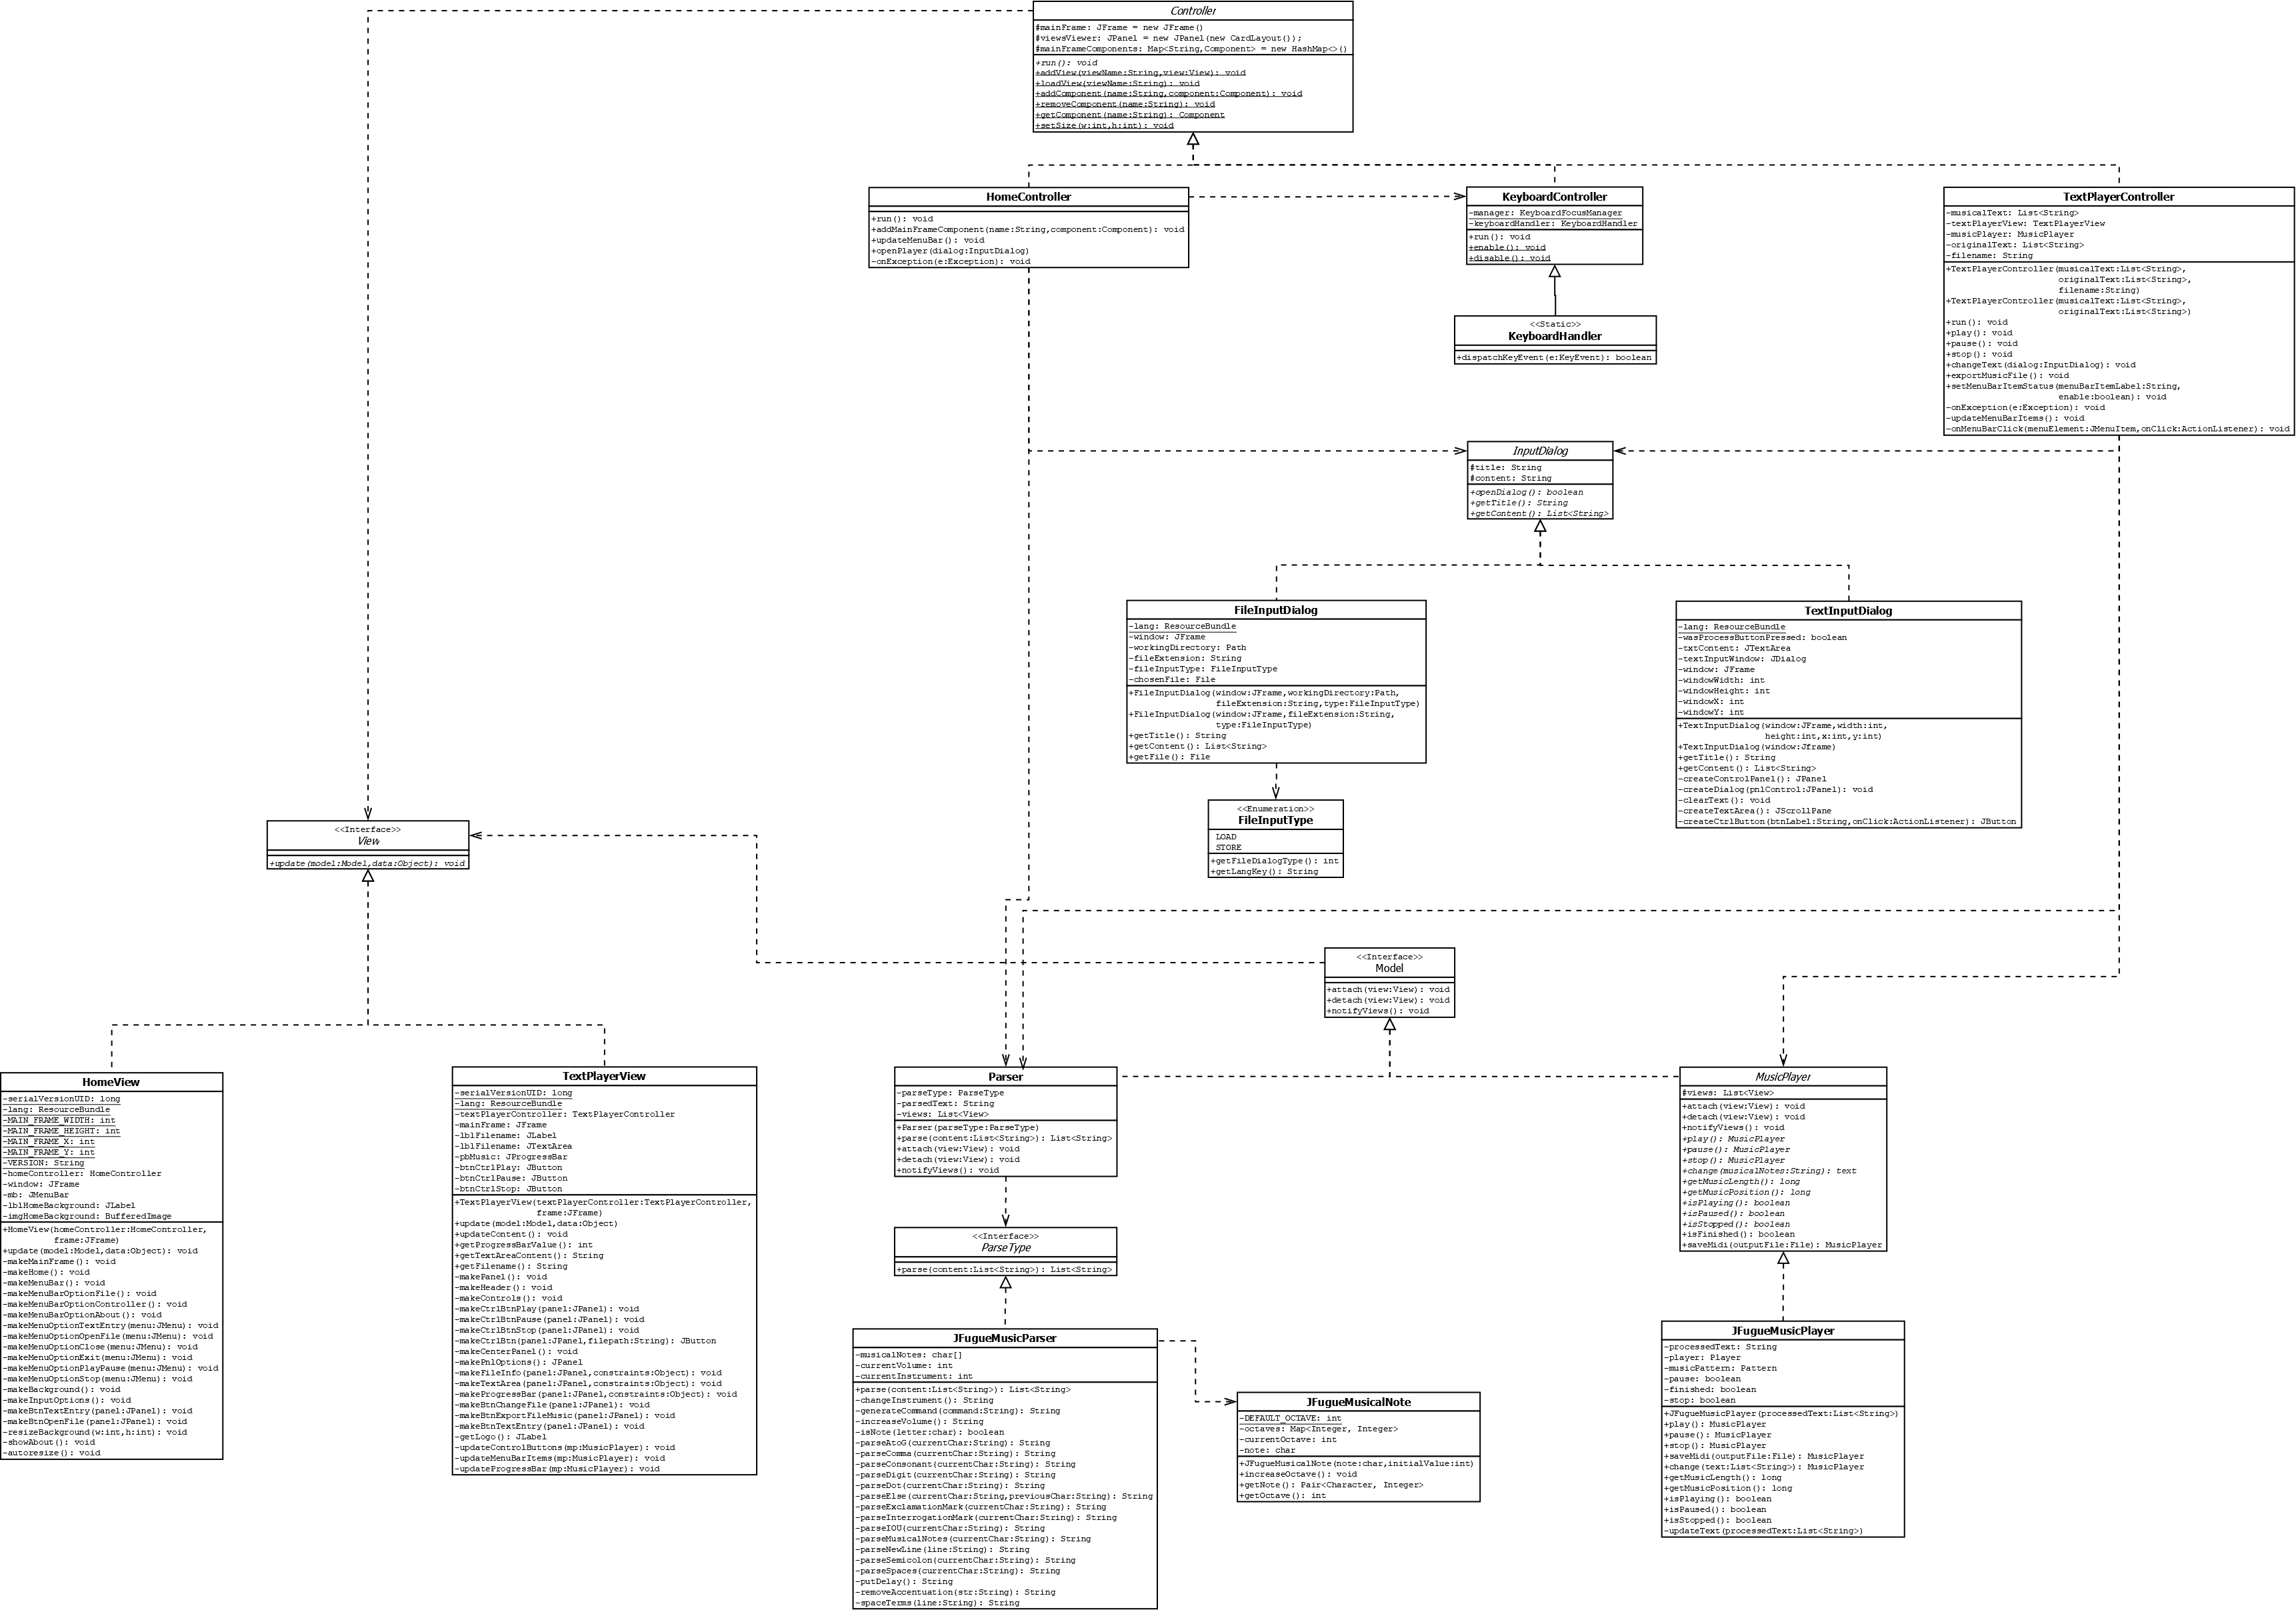 Controller
#mainFrame: JFrame = new JFrame()
#viewsViewer: JPanel = new JPanel(new CardLayout());
#mainFrameComponents: Map<String,Component> = new HashMap<>()
+run(): void
+addView(viewName:String,view:View): void
+loadView(viewName:String): void
+addComponent(name:String,component:Component): void
+removeComponent(name:String): void
+getComponent(name:String): Component
+setSize(w:int,h:int): void
HomeController
+run(): void
+addMainFrameComponent(name:String,component:Component): void
+updateMenuBar(): void
+openPlayer(dialog:InputDialog)
-onException(e:Exception): void
KeyboardController
-manager: KeyboardFocusManager
-keyboardHandler: KeyboardHandler
+run(): void
+enable(): void
+disable(): void
<<Static>>
KeyboardHandler
+dispatchKeyEvent(e:KeyEvent): boolean
TextPlayerController
-musicalText: List<String>
-textPlayerView: TextPlayerView
-musicPlayer: MusicPlayer
-originalText: List<String>
-filename: String
+TextPlayerController(musicalText:List<String>,
originalText:List<String>,
filename:String)
+TextPlayerController(musicalText:List<String>,
originalText:List<String>)
+run(): void
+play(): void
+pause(): void
+stop(): void
+changeText(dialog:InputDialog): void
+exportMusicFile(): void
+setMenuBarItemStatus(menuBarItemLabel:String,
enable:boolean): void
-onException(e:Exception): void
-updateMenuBarItems(): void
-onMenuBarClick(menuElement:JMenuItem,onClick:ActionListener): void
InputDialog
#title: String
#content: String
+openDialog(): boolean
+getTitle(): String
+getContent(): List<String>
FileInputDialog
-lang: ResourceBundle
-window: JFrame
-workingDirectory: Path
-fileExtension: String
-fileInputType: FileInputType
-chosenFile: File
+FileInputDialog(window:JFrame,workingDirectory:Path,
fileExtension:String,type:FileInputType)
+FileInputDialog(window:JFrame,fileExtension:String,
type:FileInputType)
+getTitle(): String
+getContent(): List<String>
+getFile(): File
<<Enumeration>>
FileInputType
LOAD
STORE
+getFileDialogType(): int
+getLangKey(): String
TextInputDialog
-lang: ResourceBundle
-wasProcessButtonPressed: boolean
-txtContent: JTextArea
-textInputWindow: JDialog
-window: JFrame
-windowWidth: int
-windowHeight: int
-windowX: int
-windowY: int
+TextInputDialog(window:JFrame,width:int,
height:int,x:int,y:int)
+TextInputDialog(window:Jframe)
+getTitle(): String
+getContent(): List<String>
-createControlPanel(): JPanel
-createDialog(pnlControl:JPanel): void
-clearText(): void
-createTextArea(): JScrollPane
-createCtrlButton(btnLabel:String,onClick:ActionListener): JButton
<<Interface>>
View
+update(model:Model,data:Object): void
<<Interface>>
Model
+attach(view:View): void
+detach(view:View): void
+notifyViews(): void
HomeView
-serialVersionUID: long
-lang: ResourceBundle
-MAIN_FRAME_WIDTH: int
-MAIN_FRAME_HEIGHT: int
-MAIN_FRAME_X: int
-MAIN_FRAME_Y: int
-VERSION: String
-homeController: HomeController
-window: JFrame
-mb: JMenuBar
-lblHomeBackground: JLabel
-imgHomeBackground: BufferedImage
+HomeView(homeController:HomeController,
frame:JFrame)
+update(model:Model,data:Object): void
-makeMainFrame(): void
-makeHome(): void
-makeMenuBar(): void
-makeMenuBarOptionFile(): void
-makeMenuBarOptionController(): void
-makeMenuBarOptionAbout(): void
-makeMenuOptionTextEntry(menu:JMenu): void
-makeMenuOptionOpenFile(menu:JMenu): void
-makeMenuOptionClose(menu:JMenu): void
-makeMenuOptionExit(menu:JMenu): void
-makeMenuOptionPlayPause(menu:JMenu): void
-makeMenuOptionStop(menu:JMenu): void
-makeBackground(): void
-makeInputOptions(): void
-makeBtnTextEntry(panel:JPanel): void
-makeBtnOpenFile(panel:JPanel): void
-resizeBackground(w:int,h:int): void
-showAbout(): void
-autoresize(): void
TextPlayerView
-serialVersionUID: long
-lang: ResourceBundle
-textPlayerController: TextPlayerController
-mainFrame: JFrame
-lblFilename: JLabel
-lblFilename: JTextArea
-pbMusic: JProgressBar
-btnCtrlPlay: JButton
-btnCtrlPause: JButton
-btnCtrlStop: JButton
+TextPlayerView(textPlayerController:TextPlayerController,
frame:JFrame)
+update(model:Model,data:Object)
+updateContent(): void
+getProgressBarValue(): int
+getTextAreaContent(): String
+getFilename(): String
-makePanel(): void
-makeHeader(): void
-makeControls(): void
-makeCtrlBtnPlay(panel:JPanel): void
-makeCtrlBtnPause(panel:JPanel): void
-makeCtrlBtnStop(panel:JPanel): void
-makeCtrlBtn(panel:JPanel,filepath:String): JButton
-makeCenterPanel(): void
-makePnlOptions(): JPanel
-makeFileInfo(panel:JPanel,constraints:Object): void
-makeTextArea(panel:JPanel,constraints:Object): void
-makeProgressBar(panel:JPanel,constraints:Object): void
-makeBtnChangeFile(panel:JPanel): void
-makeBtnExportFileMusic(panel:JPanel): void
-makeBtnTextEntry(panel:JPanel): void
-getLogo(): JLabel
-updateControlButtons(mp:MusicPlayer): void
-updateMenuBarItems(mp:MusicPlayer): void
-updateProgressBar(mp:MusicPlayer): void
Parser
-parseType: ParseType
-parsedText: String
-views: List<View>
+Parser(parseType:ParseType)
+parse(content:List<String>): List<String>
+attach(view:View): void
+detach(view:View): void
+notifyViews(): void
<<Interface>>
ParseType
+parse(content:List<String>): List<String>
JFugueMusicParser
-musicalNotes: char[]
-currentVolume: int
-currentInstrument: int
+parse(content:List<String>): List<String>
-changeInstrument(): String
-generateCommand(command:String): String
-increaseVolume(): String
-isNote(letter:char): boolean
-parseAtoG(currentChar:String): String
-parseComma(currentChar:String): String
-parseConsonant(currentChar:String): String
-parseDigit(currentChar:String): String
-parseDot(currentChar:String): String
-parseElse(currentChar:String,previousChar:String): String
-parseExclamationMark(currentChar:String): String
-parseInterrogationMark(currentChar:String): String
-parseIOU(currentChar:String): String
-parseMusicalNotes(currentChar:String): String
-parseNewLine(line:String): String
-parseSemicolon(currentChar:String): String
-parseSpaces(currentChar:String): String
-putDelay(): String
-removeAccentuation(str:String): String
-spaceTerms(line:String): String
JFugueMusicalNote
-DEFAULT_OCTAVE: int
-octaves: Map<Integer, Integer>
-currentOctave: int
-note: char
+JFugueMusicalNote(note:char,initialValue:int)
+increaseOctave(): void
+getNote(): Pair<Character, Integer>
+getOctave(): int
MusicPlayer
#views: List<View>
+attach(view:View): void
+detach(view:View): void
+notifyViews(): void
+play(): MusicPlayer
+pause(): MusicPlayer
+stop(): MusicPlayer
+change(musicalNotes:String): text
+getMusicLength(): long
+getMusicPosition(): long
+isPlaying(): boolean
+isPaused(): boolean
+isStopped(): boolean
+isFinished(): boolean
+saveMidi(outputFile:File): MusicPlayer
JFugueMusicPlayer
-processedText: String
-player: Player
-musicPattern: Pattern
-pause: boolean
-finished: boolean
-stop: boolean
+JFugueMusicPlayer(processedText:List<String>)
+play(): MusicPlayer
+pause(): MusicPlayer
+stop(): MusicPlayer
+saveMidi(outputFile:File): MusicPlayer
+change(text:List<String>): MusicPlayer
+getMusicLength(): long
+getMusicPosition(): long
+isPlaying(): boolean
+isPaused(): boolean
+isStopped(): boolean
-updateText(processedText:List<String>)